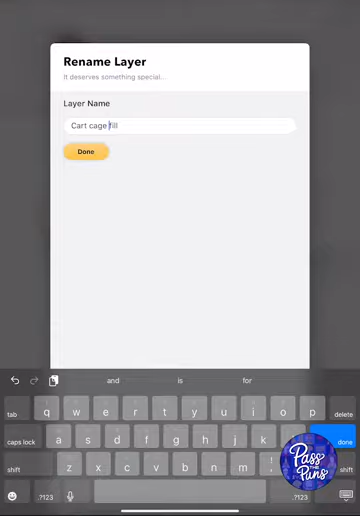 Rename Layer
It deserves something special...
Layer Name
Cart cage fill
Done
and is for
tab q w e r t y u i o p delete
caps lock a s d f g h j k done
shift z x c v b n m ! shift
.?123 .?123
Pass
THE
Puns